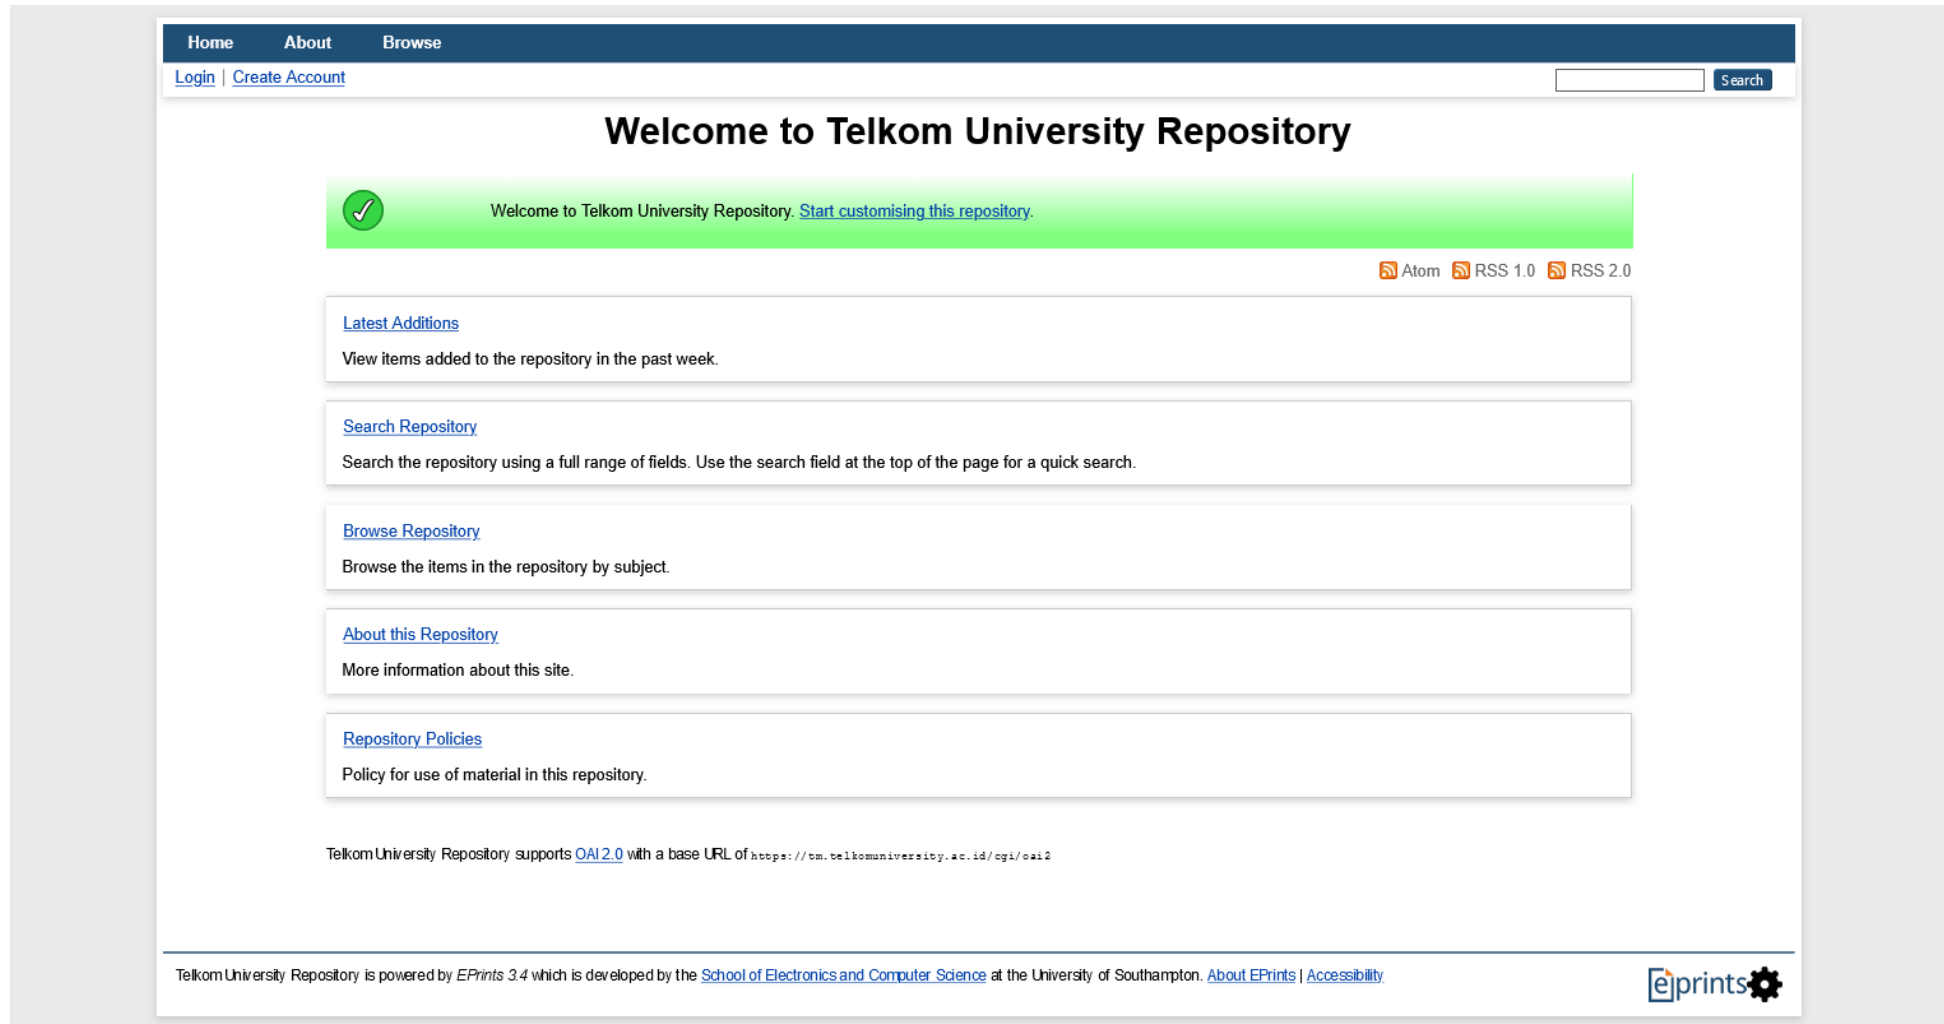 Home About Browse
Login | Create Account Search
Welcome to Telkom University Repository
Welcome to Telkom University Repository. Start customising this repository.
Atom RSS 1.0 RSS 2.0
Latest Additions
View items added to the repository in the past week.
Search Repository
Search the repository using a full range of fields. Use the search field at the top of the page for a quick search.
Browse Repository
Browse the items in the repository by subject.
About this Repository
More information about this site.
Repository Policies
Policy for use of material in this repository.
Telkom University Repository supports OAI 2.0 with a base URL of https://tm.telkomuniversity.ac.id/cgi/oai2
Telkom University Repository is powered by EPrints 3.4 which is developed by the School of Electronics and Computer Science at the University of Southampton. About EPrints | Accessibility
eprints